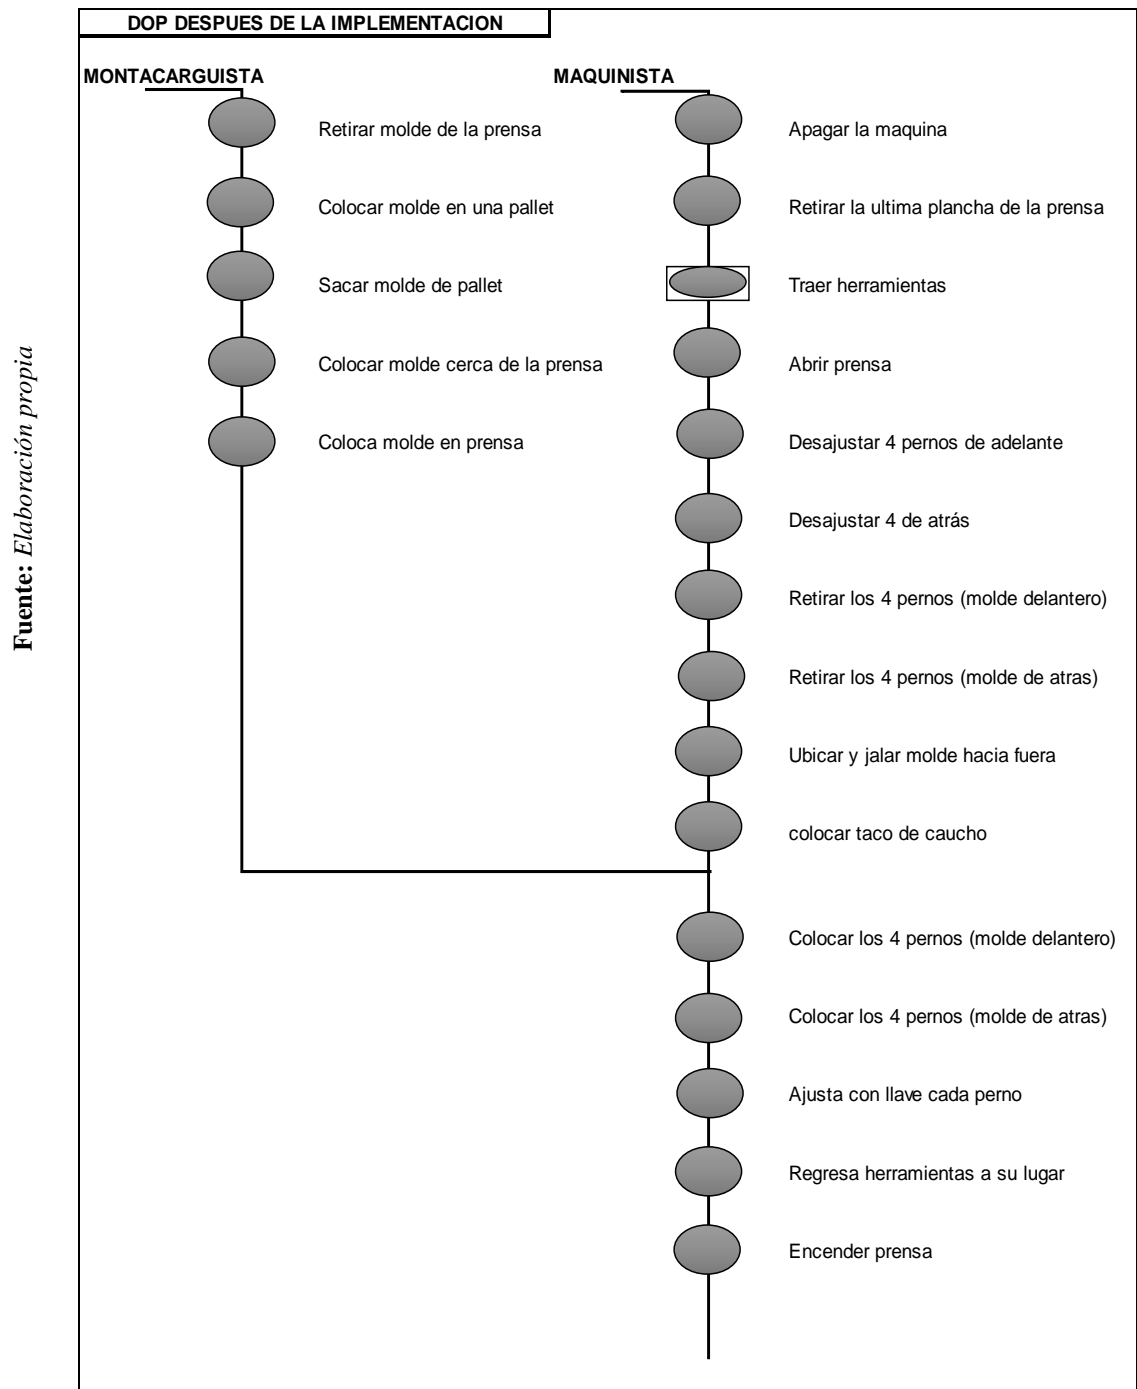 DOP DESPUES DE LA IMPLEMENTACION
MONTACARGUISTA
Retirar molde de la prensa
Colocar molde en una pallet
Sacar molde de pallet
Colocar molde cerca de la prensa
Coloca molde en prensa
MAQUINISTA
Apagar la maquina
Retirar la ultima plancha de la prensa
Traer herramientas
Abrir prensa
Desajustar 4 pernos de adelante
Desajustar 4 de atrás
Retirar los 4 pernos (molde delantero)
Retirar los 4 pernos (molde de atras)
Ubicar y jalar molde hacia fuera
colocar taco de caucho
Colocar los 4 pernos (molde delantero)
Colocar los 4 pernos (molde de atras)
Ajusta con llave cada perno
Regresa herramientas a su lugar
Encender prensa
Fuente: Elaboración propia